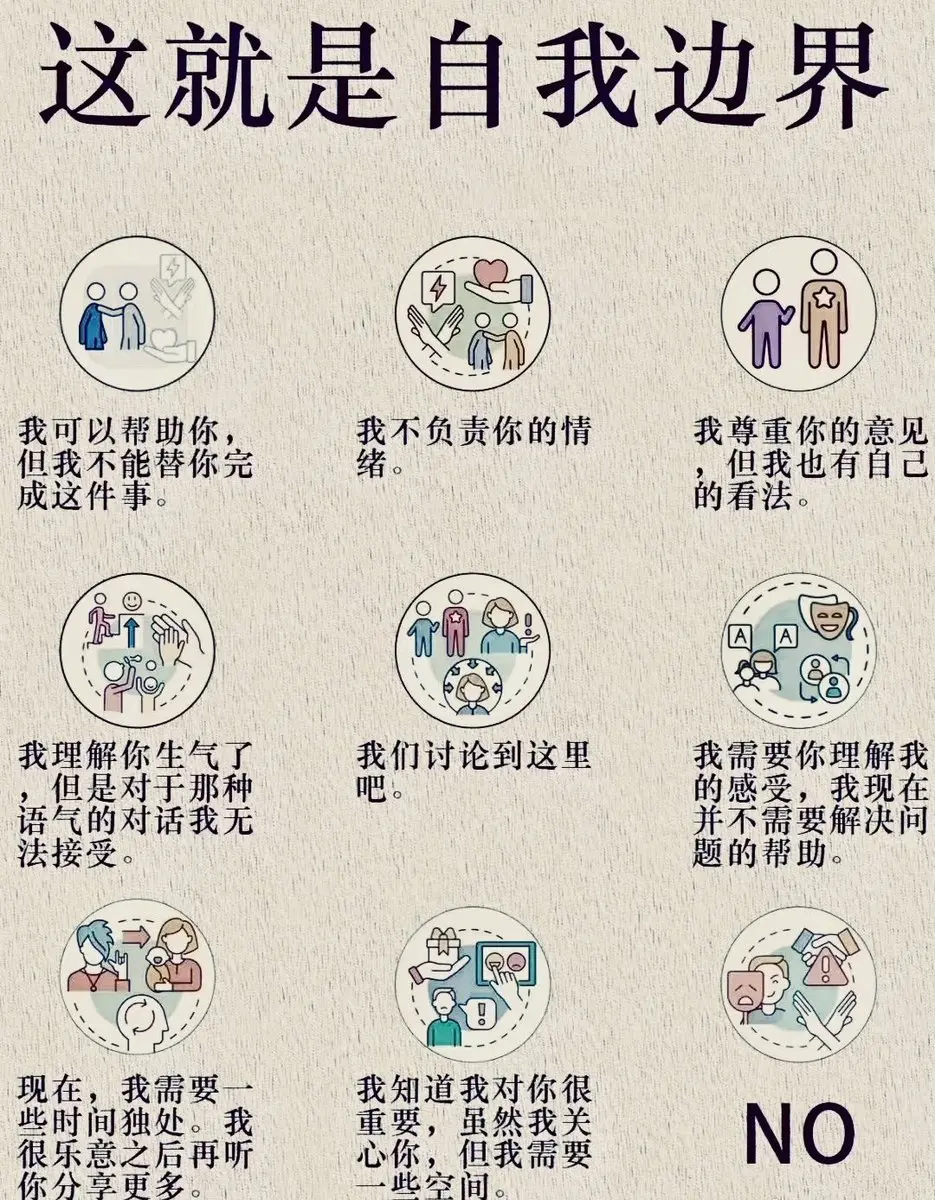 这就是自我边界
我可以帮助你，
但我不能替你完
成这件事。
我不负责你的情
绪。
我尊重你的意见
，但我也有自己
的看法。
我理解你生气了
，但是对于那种
语气的对话我无
法接受。
我们讨论到这里
吧。
我需要你理解我
的感受，我现在
并不需要解决问
题的帮助。
A
A
现在，我需要一
些时间独处。我
很乐意之后再听
你分享更多。
我知道我对你很
重要，虽然我关
心你，但我需要
一些空间。
NO